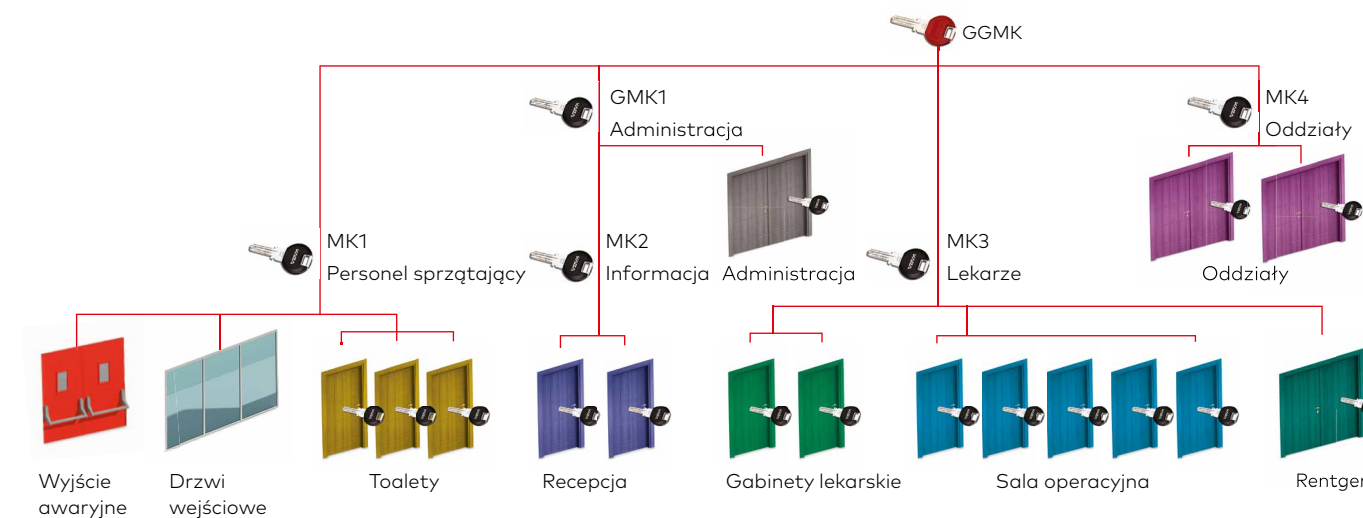 GGMK
GMK1
Administracja
MK4
Oddziały
MK1
Personel sprzątający
MK2
Informacja
Administracja
MK3
Lekarze
Oddziały
Wyjście
awaryjne
Drzwi
wejściowe
Toalety
Recepcja
Gabinety lekarskie
Sala operacyjna
Rentgen